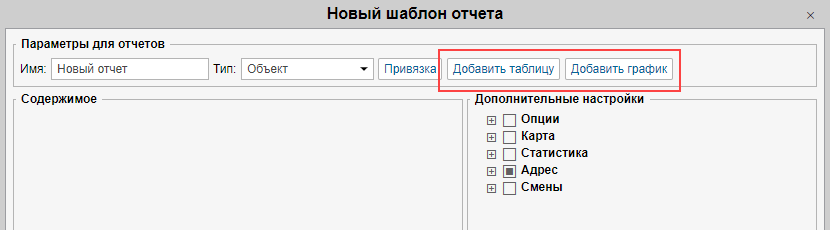 Новый шаблон отчета ×
Параметры для отчетов
Имя: Новый отчет Тип: Объект Привязка Добавить таблицу Добавить график
Содержимое
Дополнительные настройки
Опции
Карта
Статистика
Адрес
Смены